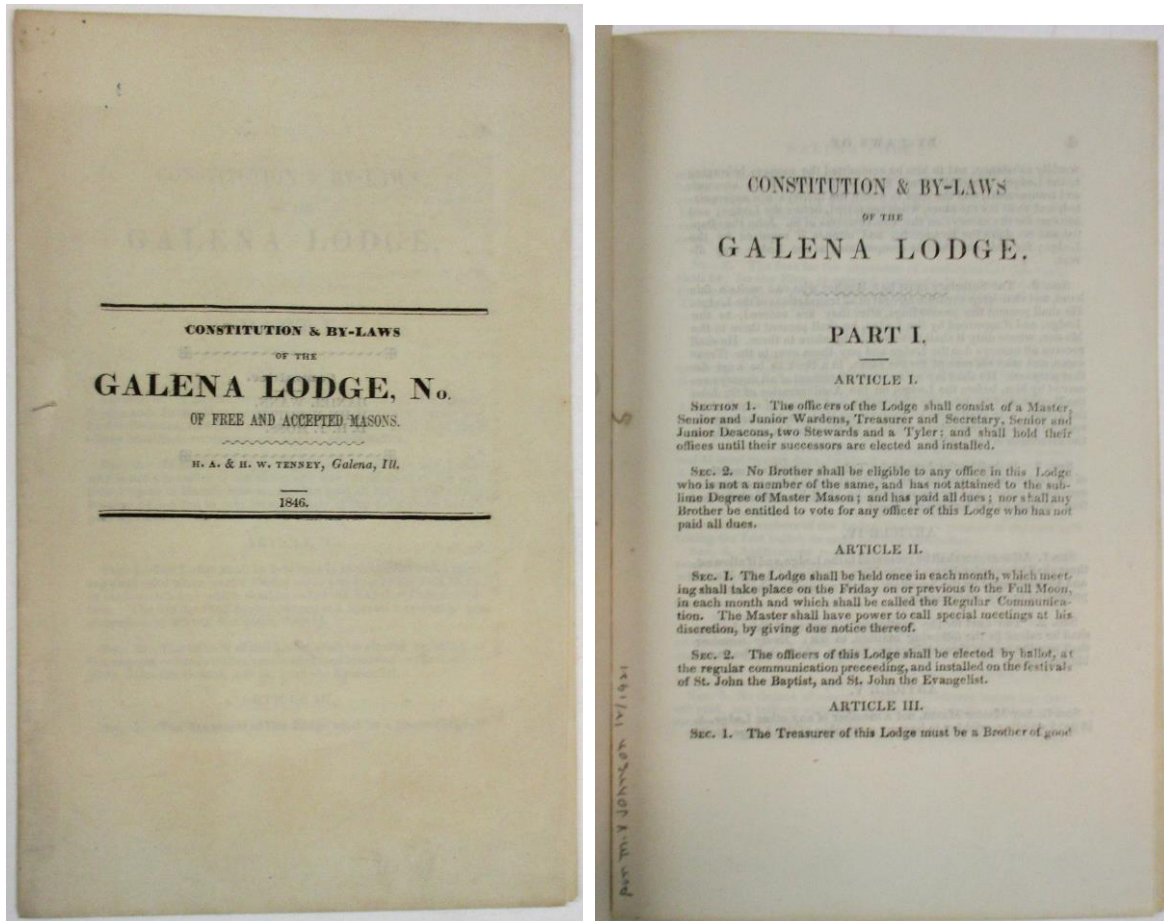 CONSTITUTION & BY-LAWS
OF THE
GALENA LODGE, No.
OF FREE AND ACCEPTED MASONS.
H. A. & H. W. TENNEY, Galena, Ill.
1846.
CONSTITUTION & BY-LAWS
OF THE
GALENA LODGE.
PART I.
ARTICLE I.
SECTION 1. The officers of the Lodge shall consist of a Master,
Senior and Junior Wardens, Treasurer and Secretary, Senior and
Junior Deacons, two Stewards and a Tyler; and shall hold their
offices until their successors are elected and installed.
SEC. 2. No Brother shall be eligible to any office in this Lodge
who is not a member of the same, and has not attained to the sub-
lime Degree of Master Mason; and has paid all dues; nor shall any
Brother be entitled to vote for any officer of this Lodge who has not
paid all dues.
ARTICLE II.
SEC. 1. The Lodge shall be held once in each month, which meet-
ing shall take place on the Friday on or previous to the Full Moon,
in each month and which shall be called the Regular Communica-
tion. The Master shall have power to call special meetings at his
discretion, by giving due notice thereof.
SEC. 2. The officers of this Lodge shall be elected by ballot, at
the regular communication preceeding, and installed on the festivals
of St. John the Baptist, and St. John the Evangelist.
ARTICLE III.
SEC. 1. The Treasurer of this Lodge must be a Brother of good
Johnson 12/1921